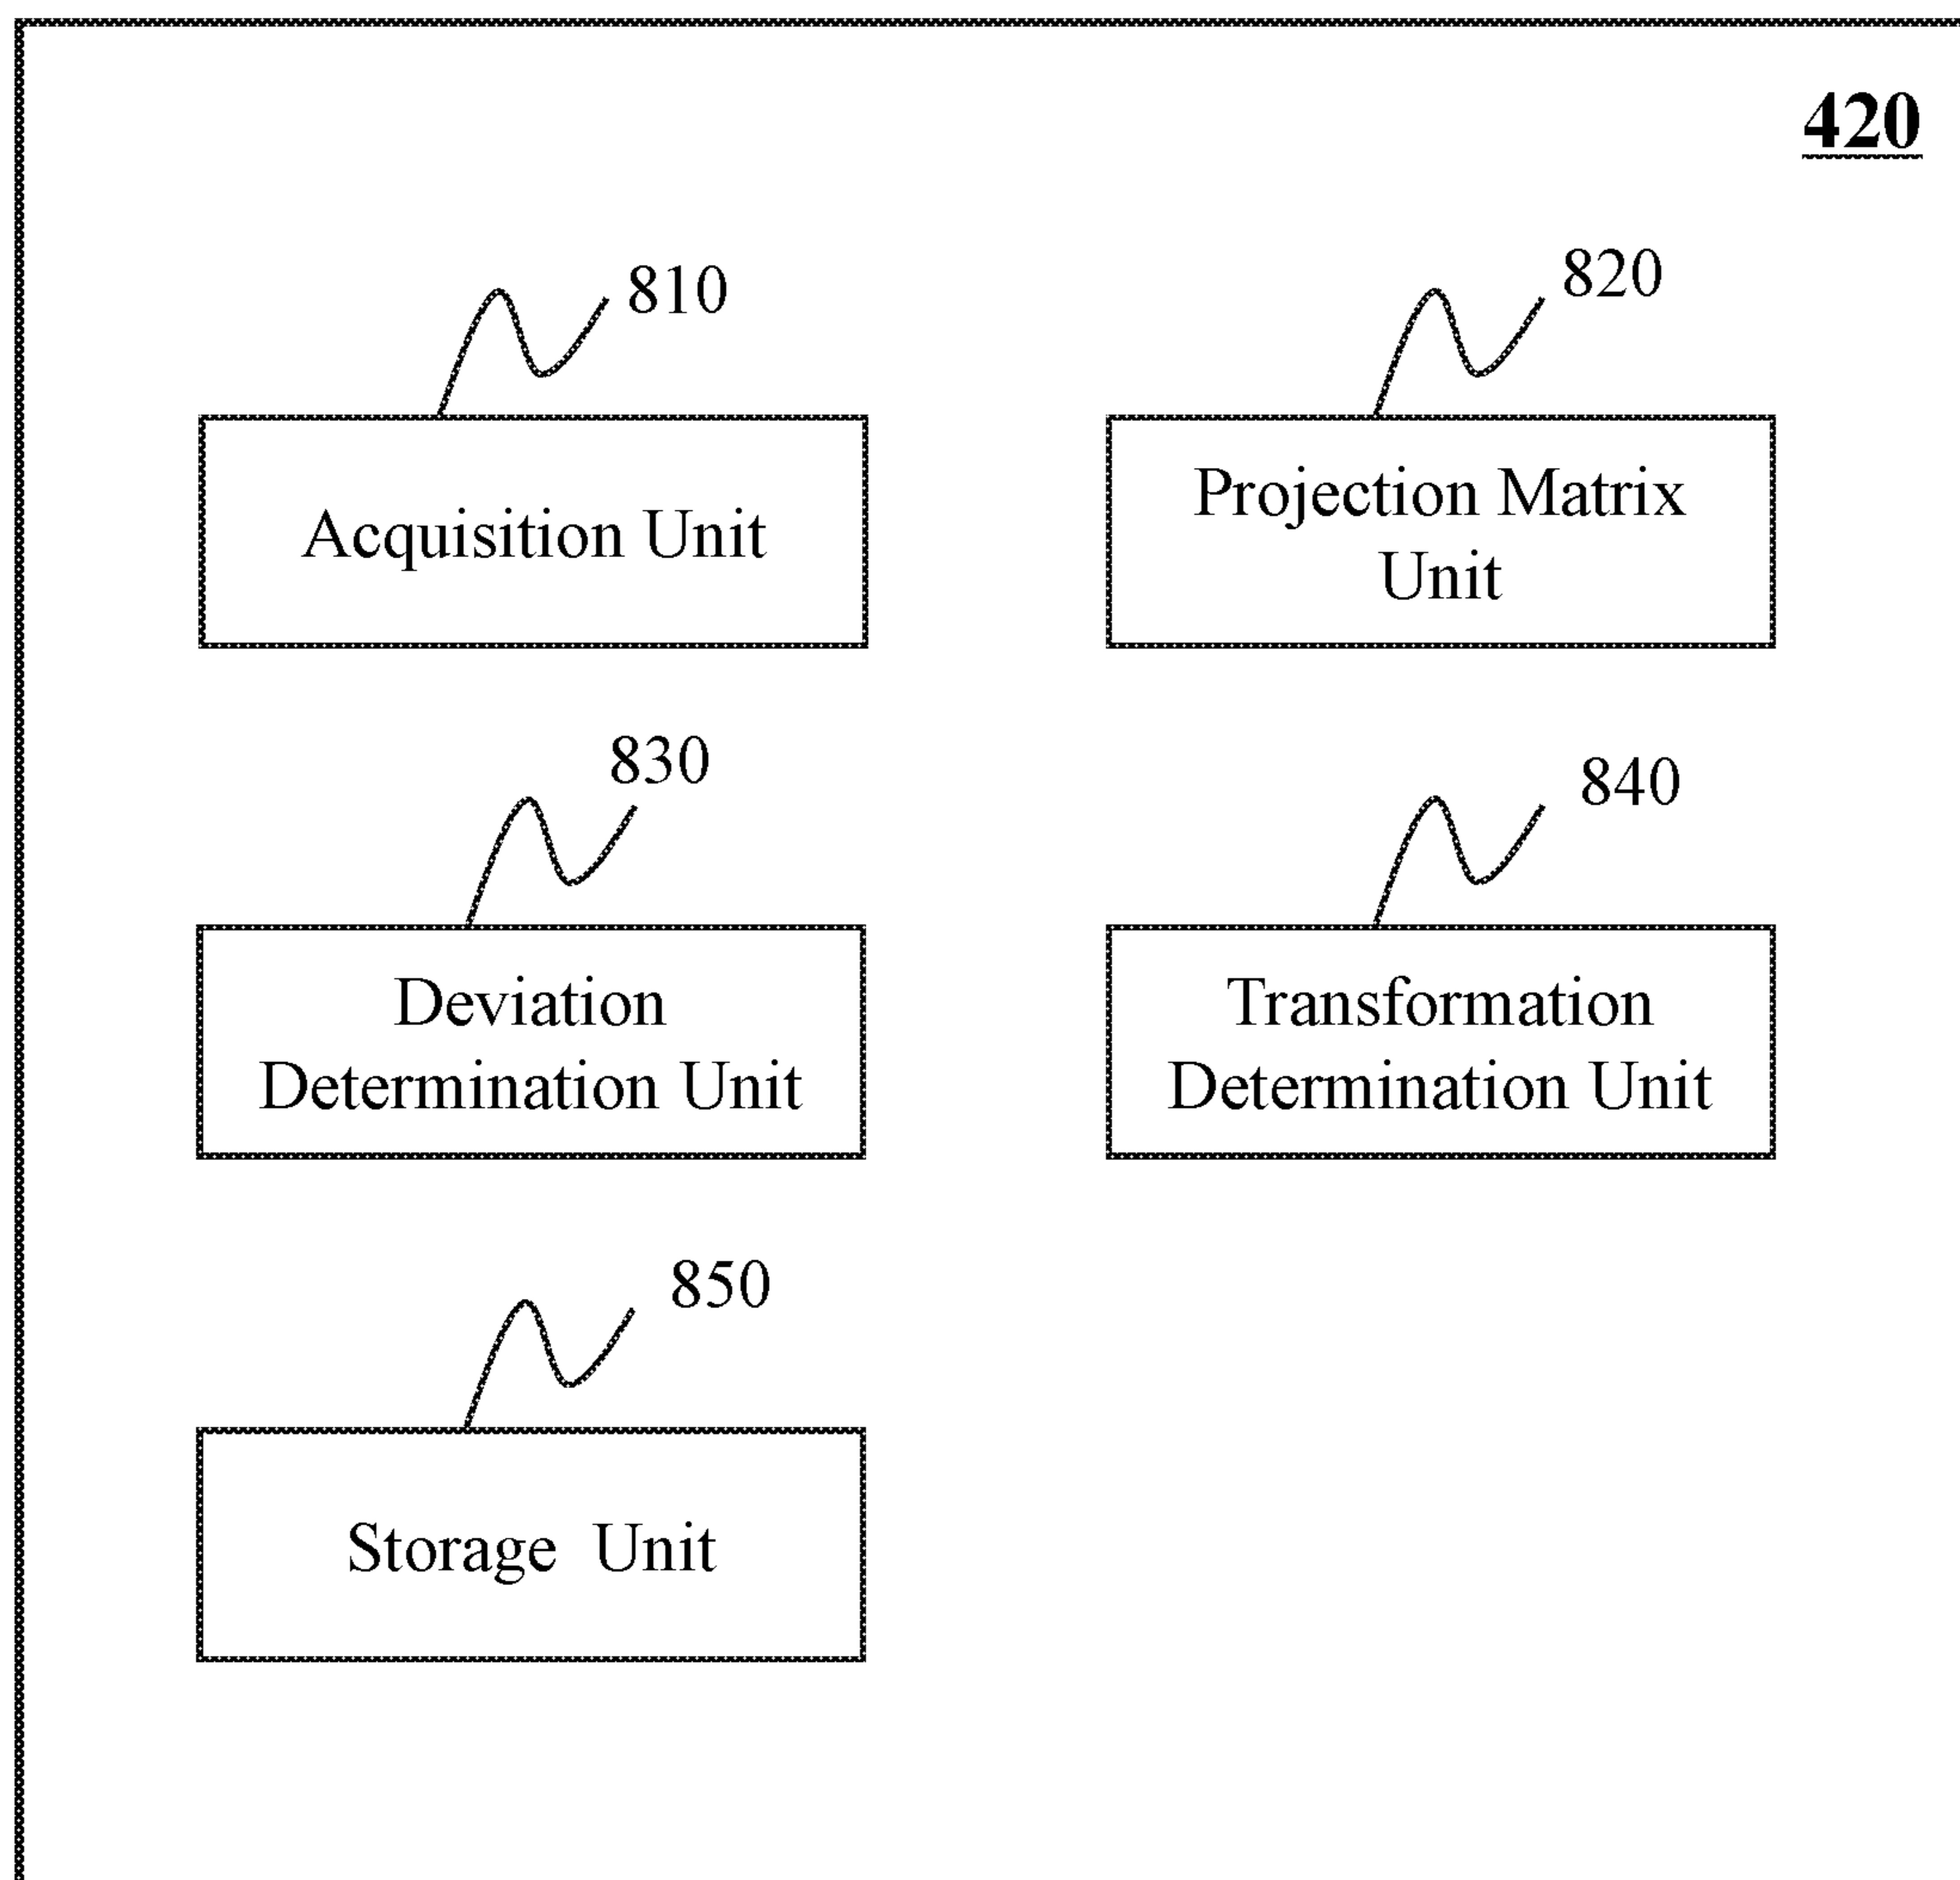 420
810
820
Acquisition Unit
Projection Matrix
Unit
830
840
Deviation
Determination Unit
Transformation
Determination Unit
850
Storage Unit